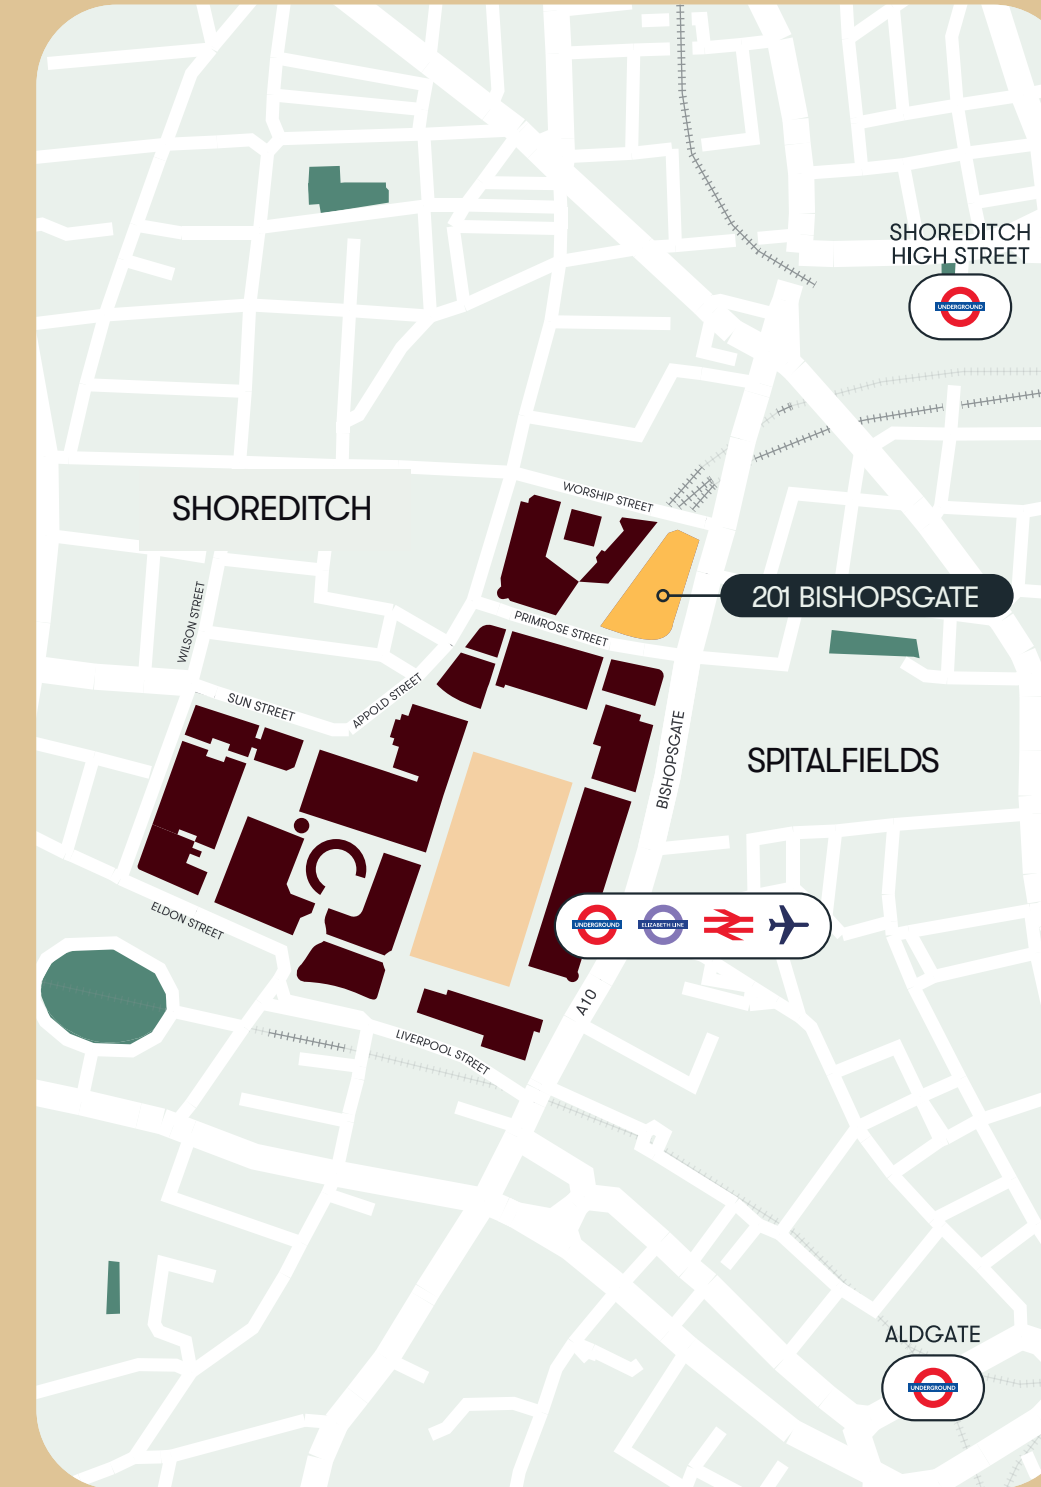 SHOREDITCH
HIGH STREET
UNDERGROUND
WORSHIP STREET
SHOREDITCH
201 BISHOPSGATE
WILSON STREET
PRIMROSE STREET
SUN STREET
APPOLD STREET
BISHOPSGATE
SPITALFIELDS
ELDON STREET
UNDERGROUND
ELIZABETH LINE
A10
LIVERPOOL STREET
ALDGATE
UNDERGROUND